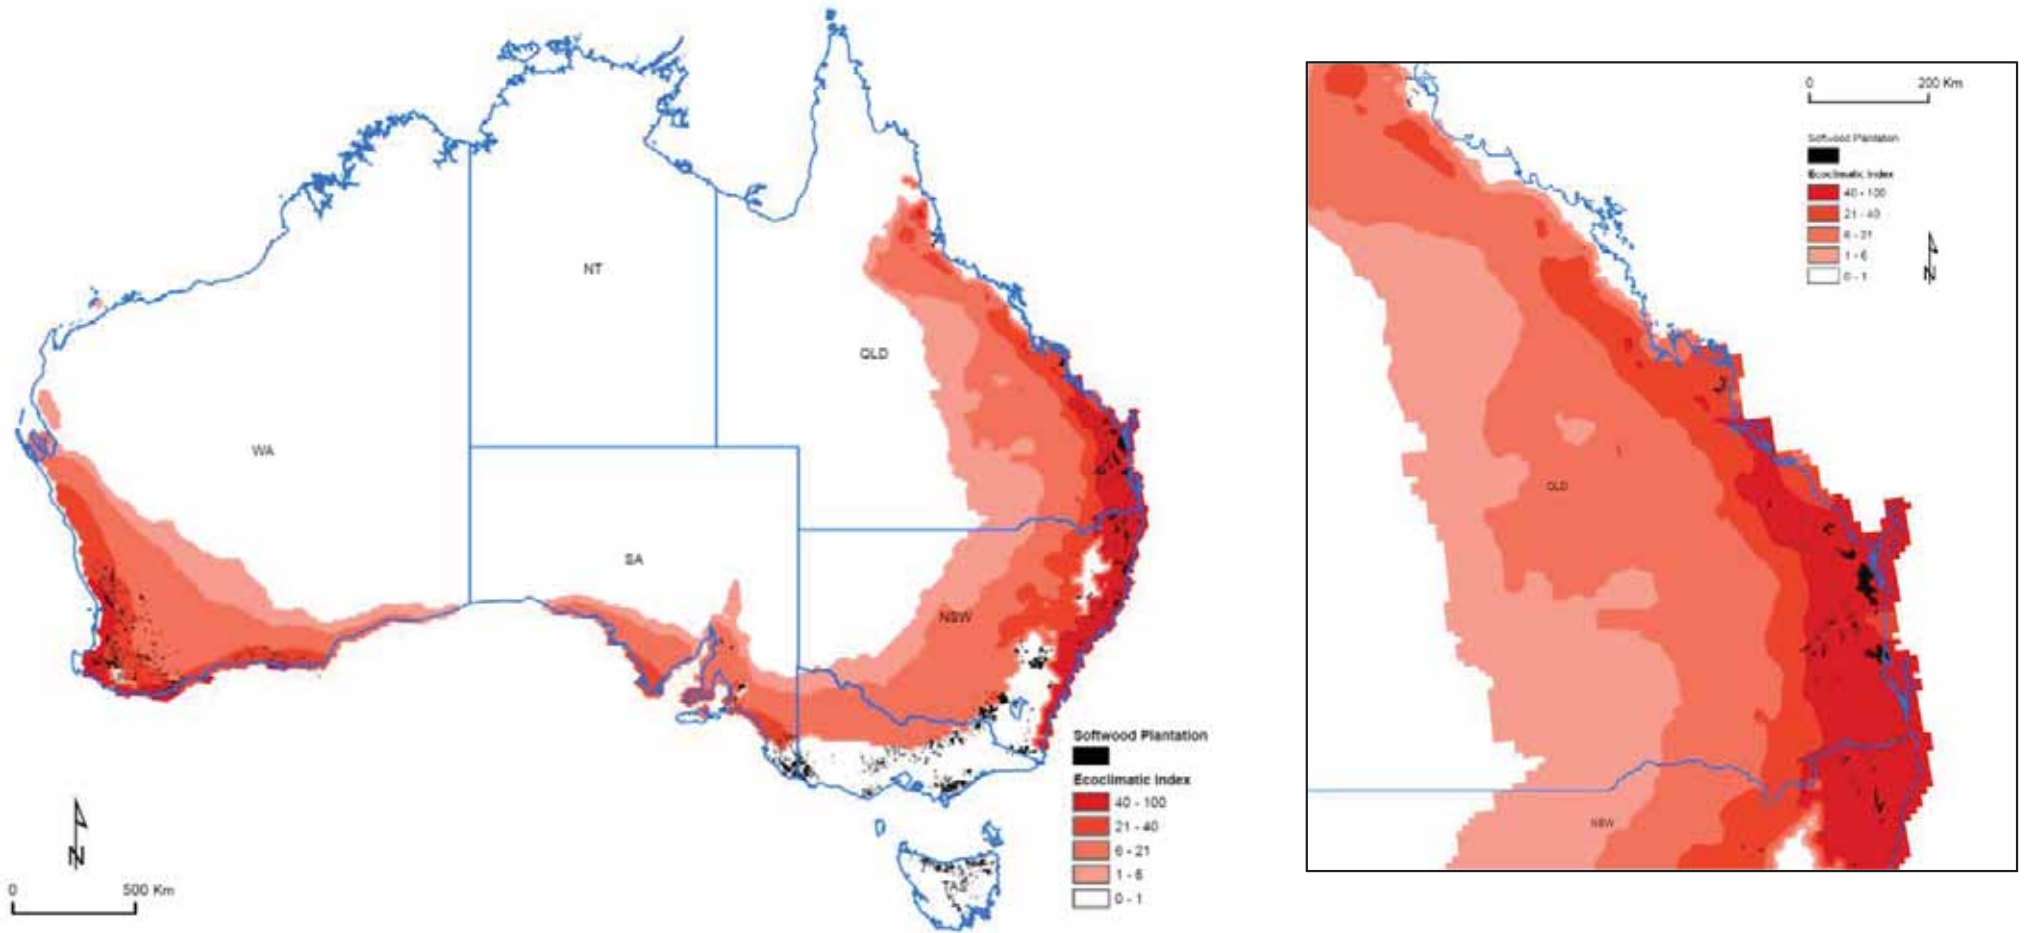 NT
QLD
WA
SA
NSW
VIC
TAS
Softwood Plantation
Ecoclimatic Index
40 - 100
21 - 40
6 - 21
1 - 6
0 - 1
N
0 500 Km
0 200 Km
Softwood Plantation
Ecoclimatic Index
40 - 100
21 - 40
6 - 21
1 - 6
0 - 1
N
QLD
NSW